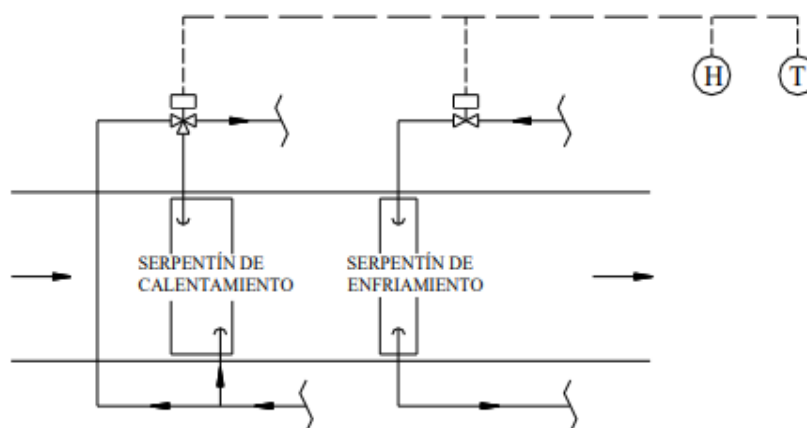 H
T
SERPENTÍN DE
CALENTAMIENTO
SERPENTÍN DE
ENFRIAMIENTO